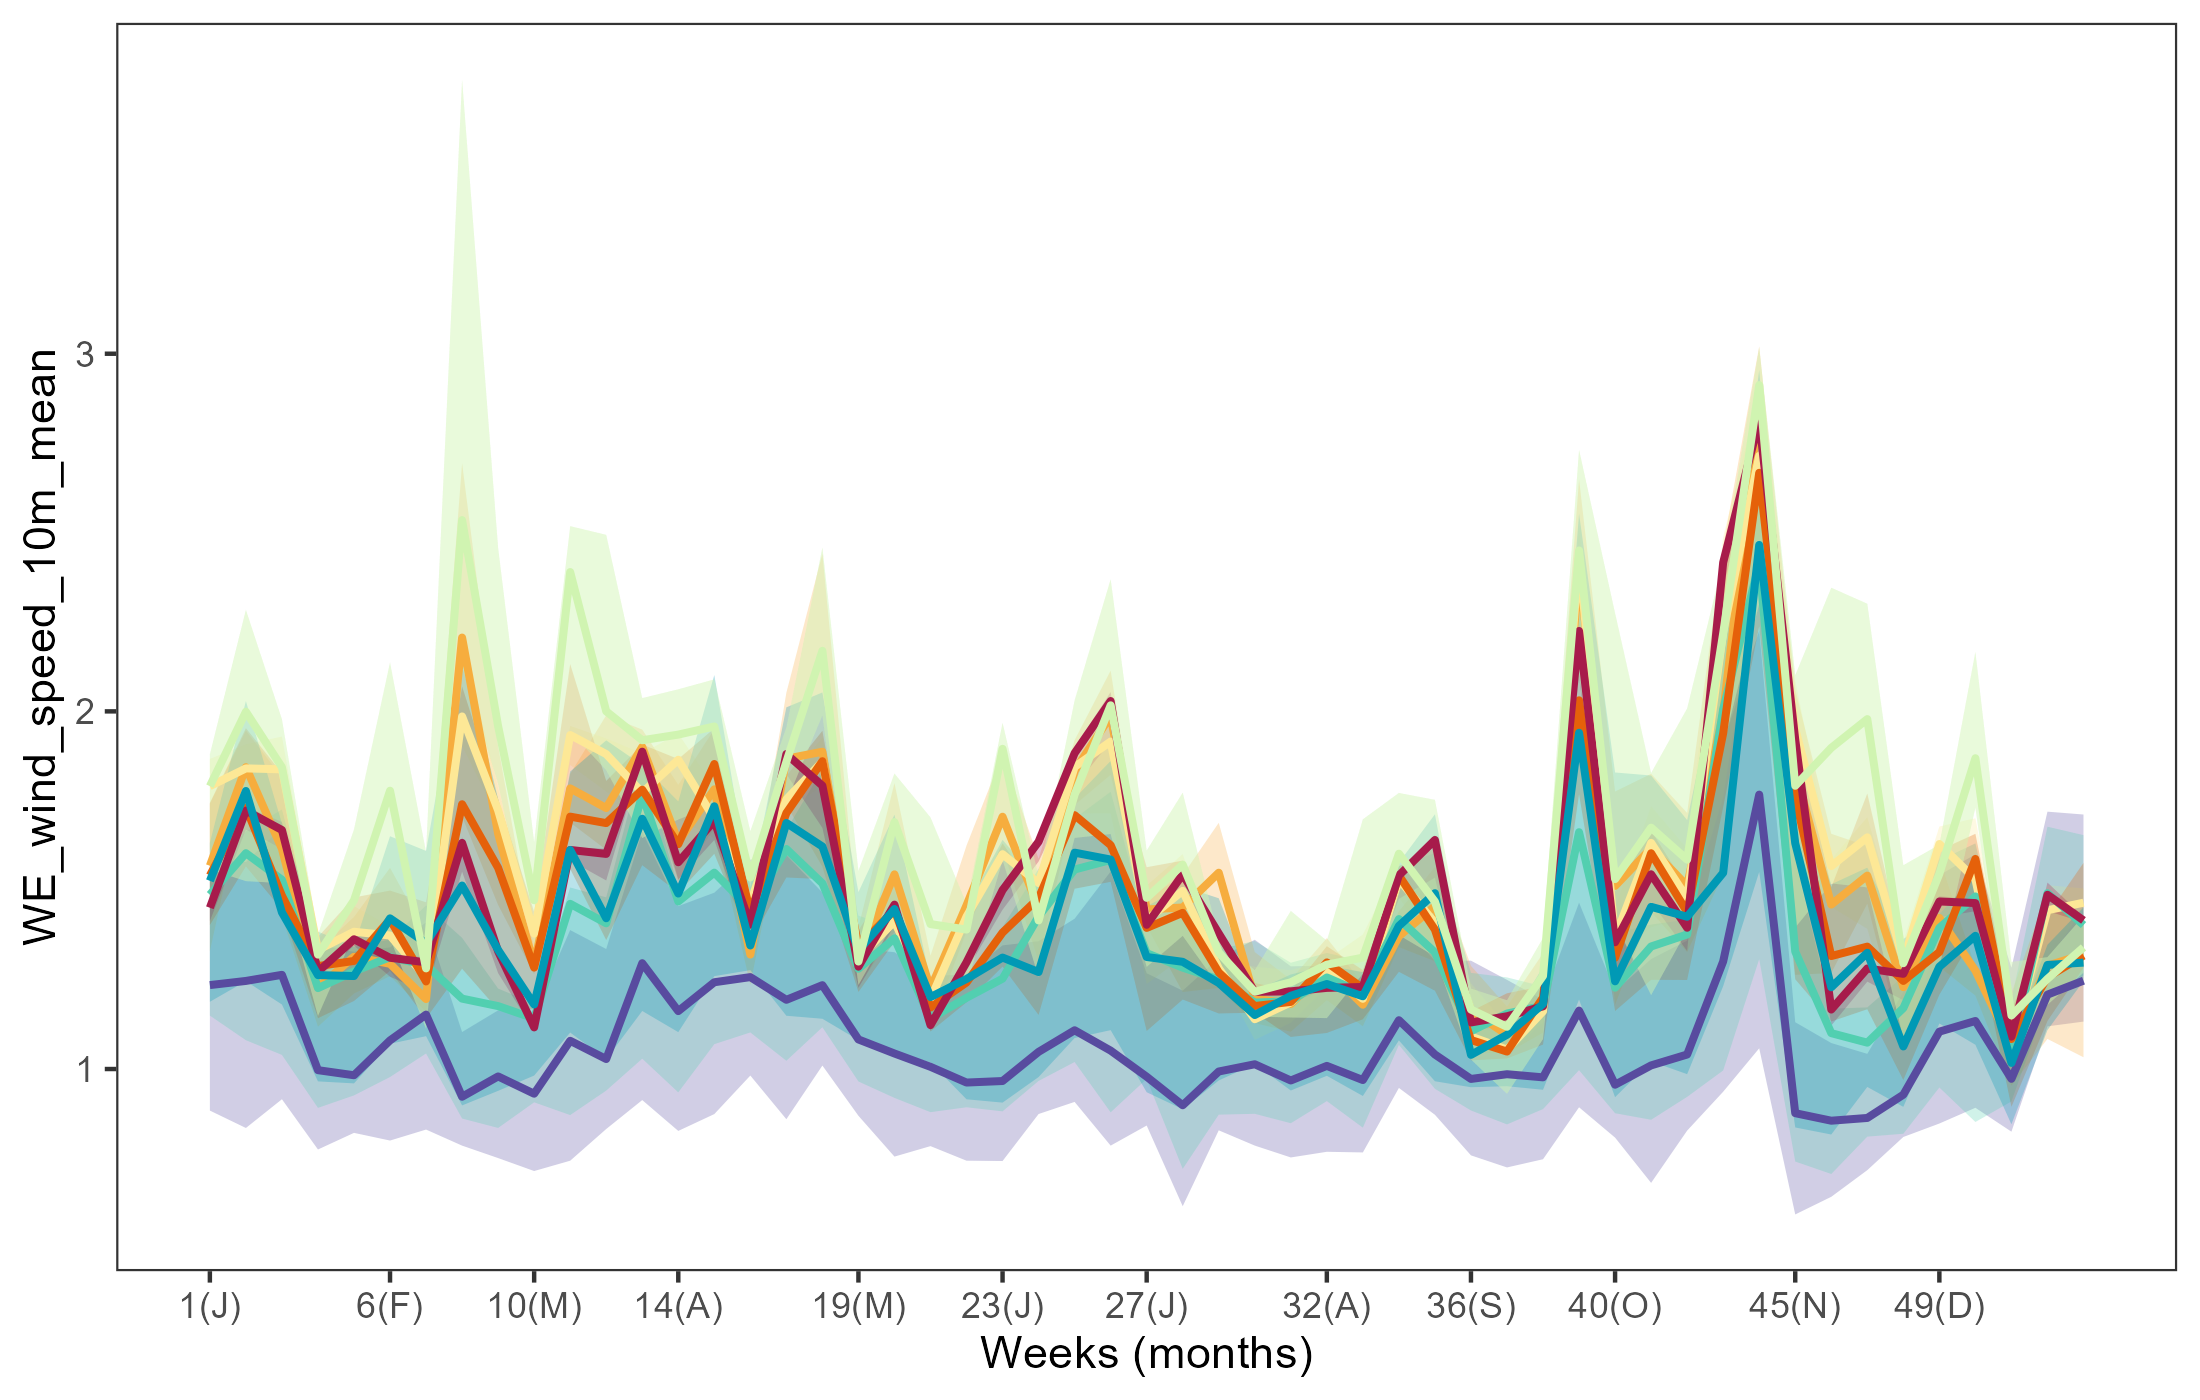 WE_wind_speed_10m_mean
3
2
1
1(J) 6(F) 10(M) 14(A) 19(M) 23(J) 27(J) 32(A) 36(S) 40(O) 45(N) 49(D)
Weeks (months)